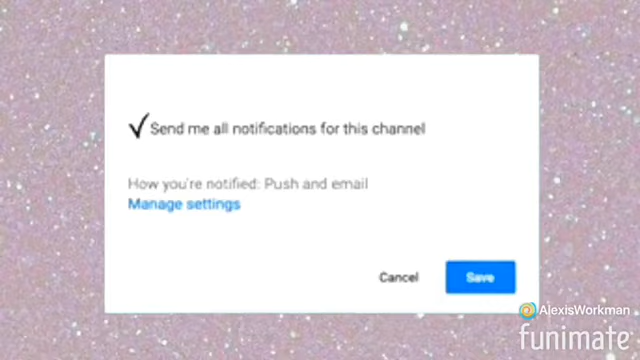 Send me all notifications for this channel
How you're notified: Push and email
Manage settings
Cancel
Save
AlexisWorkman
funimate